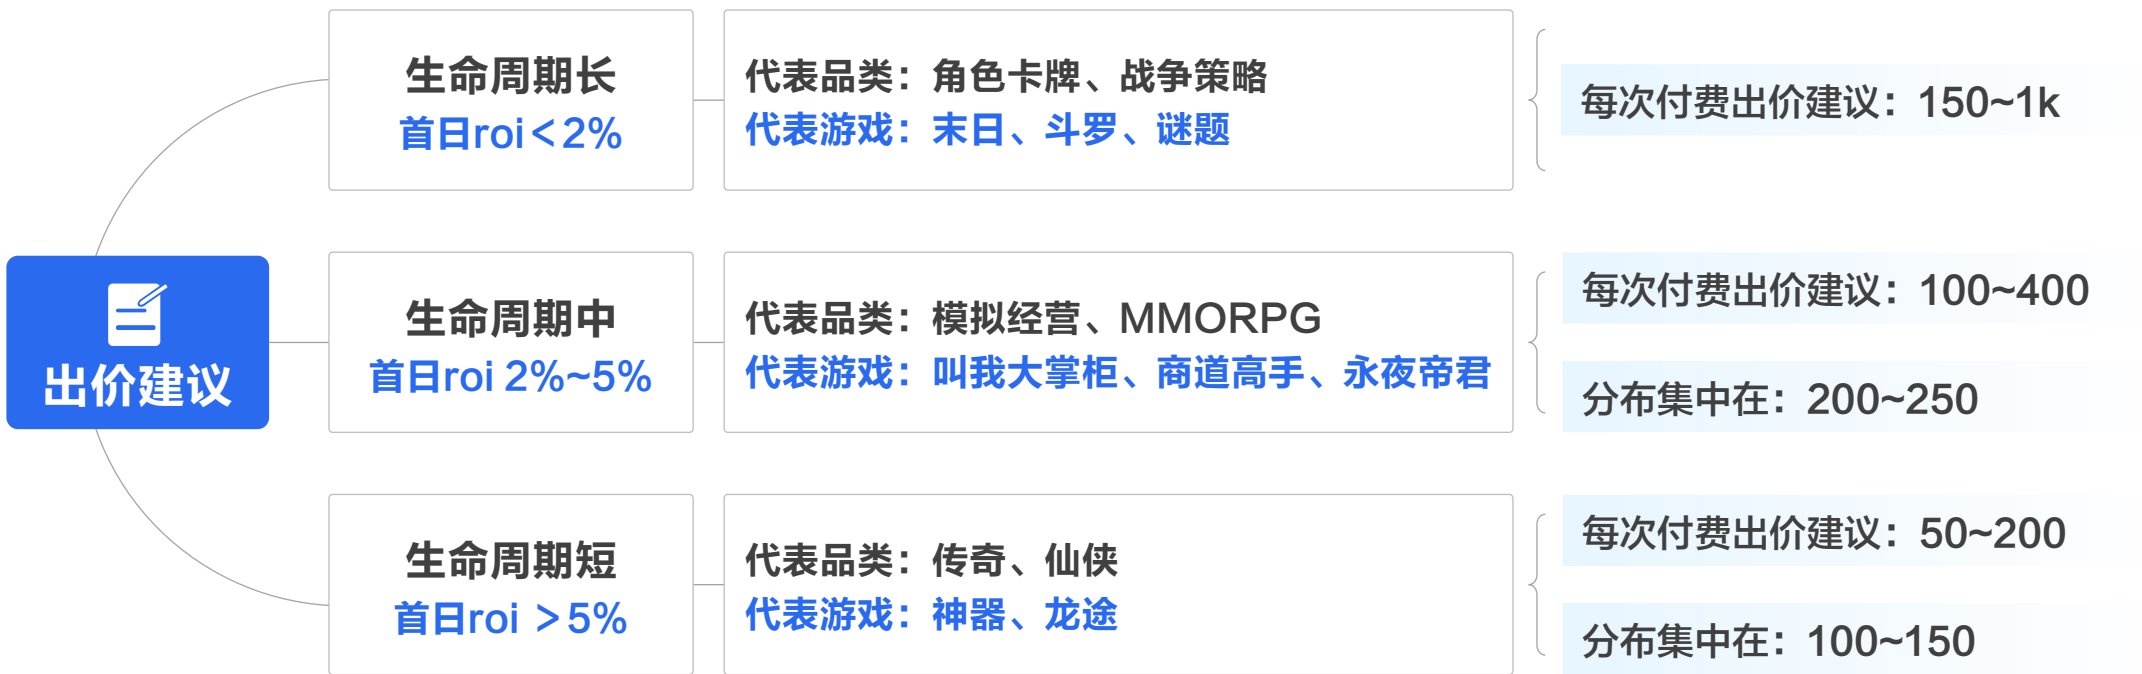 出价建议
生命周期长
首日roi＜2%
代表品类：角色卡牌、战争策略
代表游戏：末日、斗罗、谜题
每次付费出价建议：150~1k
生命周期中
首日roi 2%~5%
代表品类：模拟经营、MMORPG
代表游戏：叫我大掌柜、商道高手、永夜帝君
每次付费出价建议：100~400
分布集中在：200~250
生命周期短
首日roi ＞5%
代表品类：传奇、仙侠
代表游戏：神器、龙途
每次付费出价建议：50~200
分布集中在：100~150